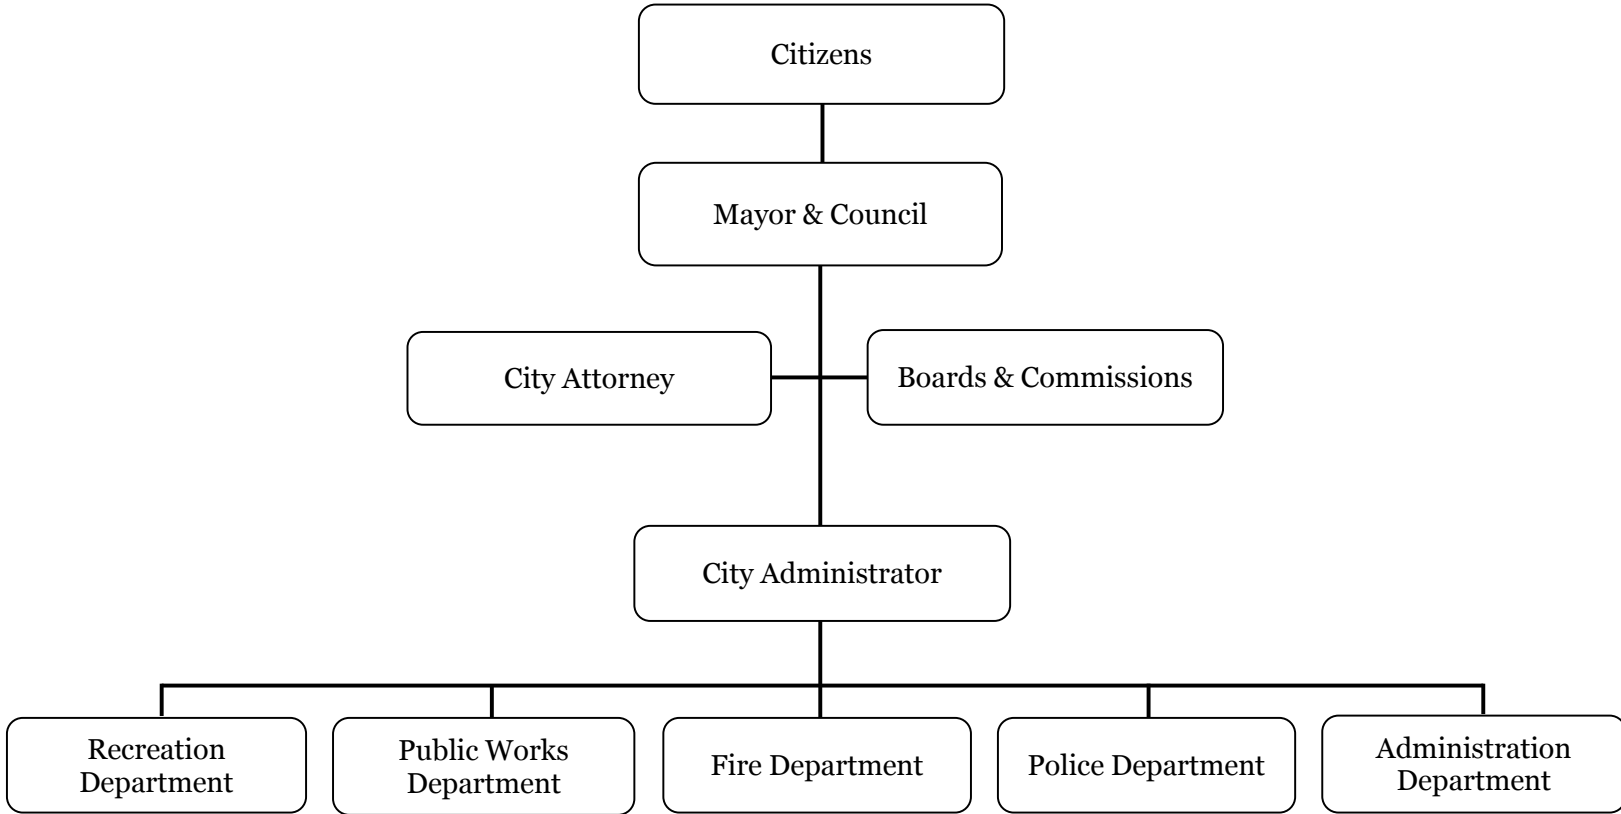 Citizens
Mayor & Council
City Attorney
Boards & Commissions
City Administrator
Recreation
Department
Public Works
Department
Fire Department
Police Department
Administration
Department